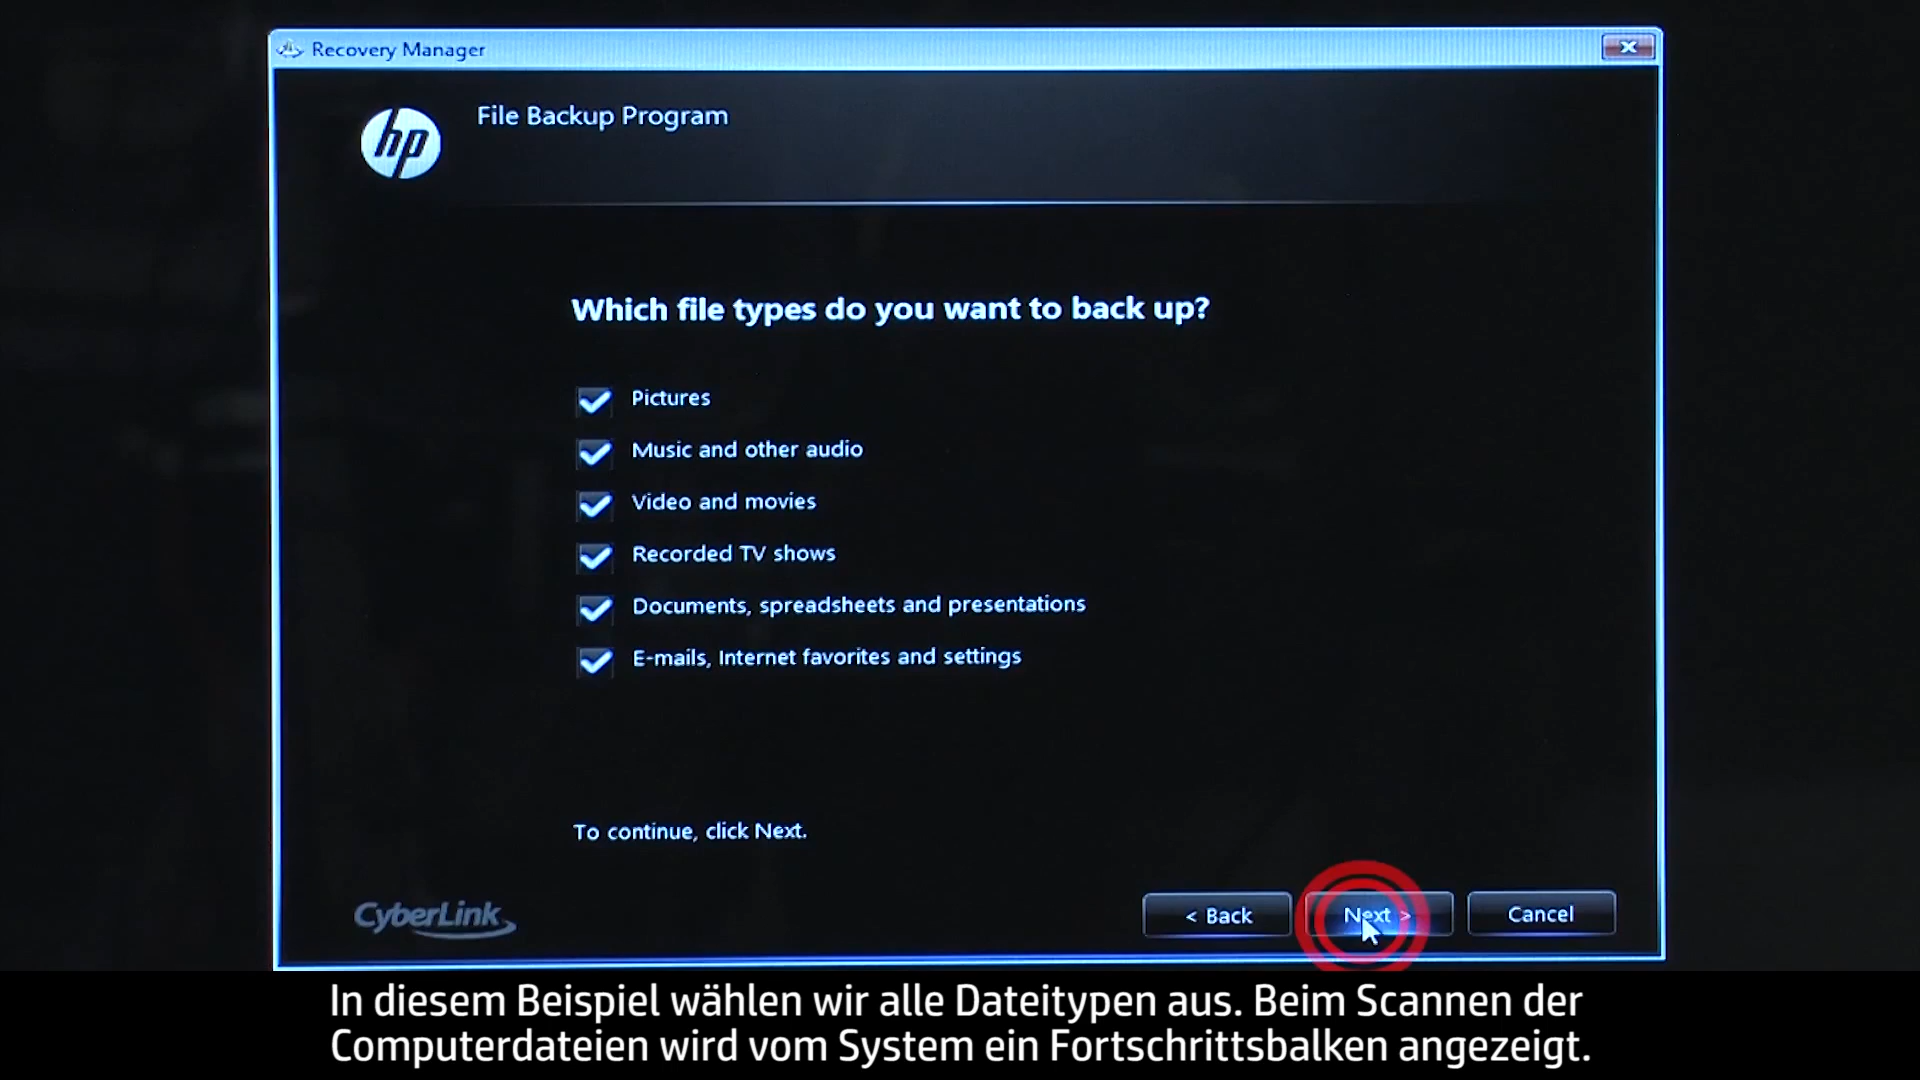 Recovery Manager
hp
File Backup Program
Which file types do you want to back up?
Pictures
Music and other audio
Video and movies
Recorded TV shows
Documents, spreadsheets and presentations
E-mails, Internet favorites and settings
To continue, click Next.
CyberLink
< Back
Next >
Cancel
In diesem Beispiel wählen wir alle Dateitypen aus. Beim Scannen der
Computerdateien wird vom System ein Fortschrittsbalken angezeigt.